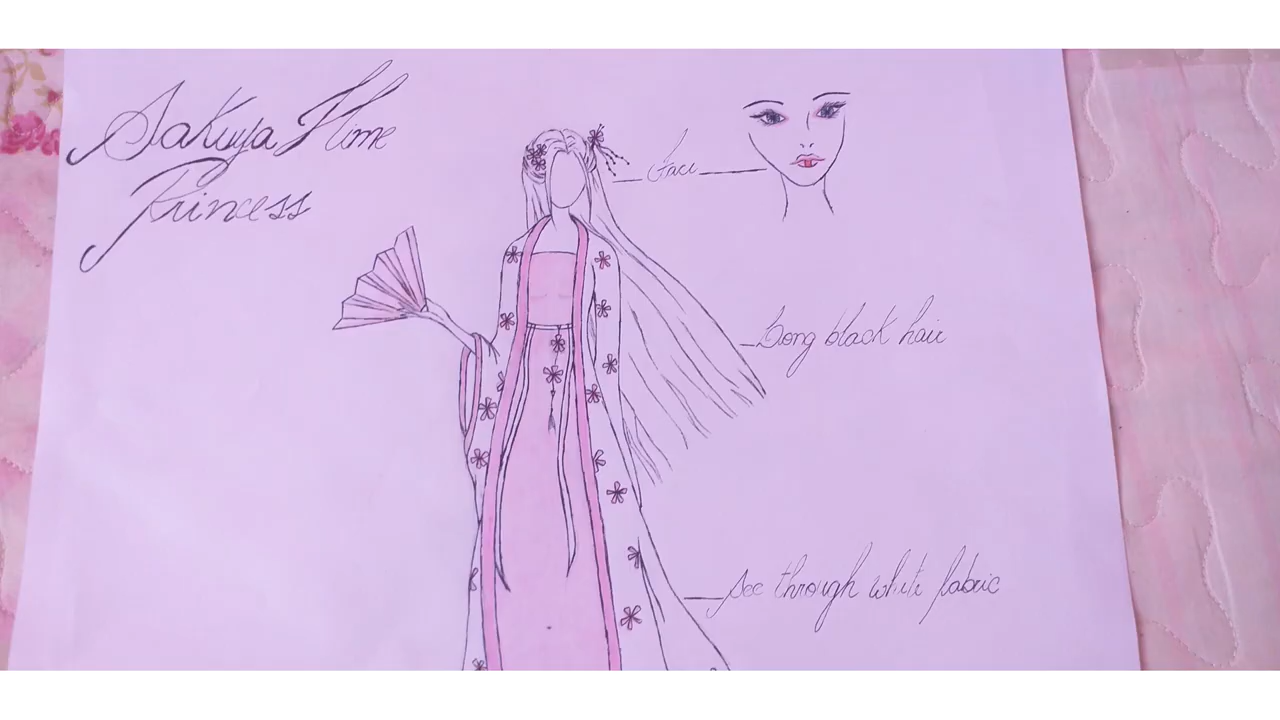 Sakuya Hime
Princess
Face
Long black hair
See through white fabric